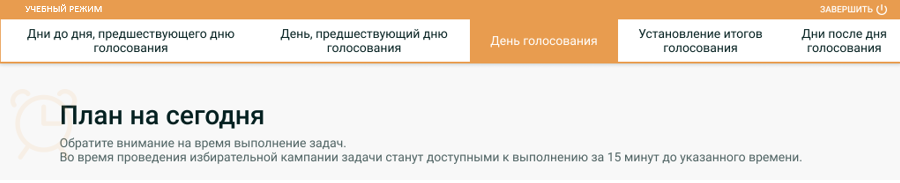 УЧЕБНЫЙ РЕЖИМ
ЗАВЕРШИТЬ
Дни до дня, предшествующего дню
голосования
День, предшествующий дню
голосования
День голосования
Установление итогов
голосования
Дни после дня
голосования
План на сегодня
Обратите внимание на время выполнение задач.
Во время проведения избирательной кампании задачи станут доступными к выполнению за 15 минут до указанного времени.